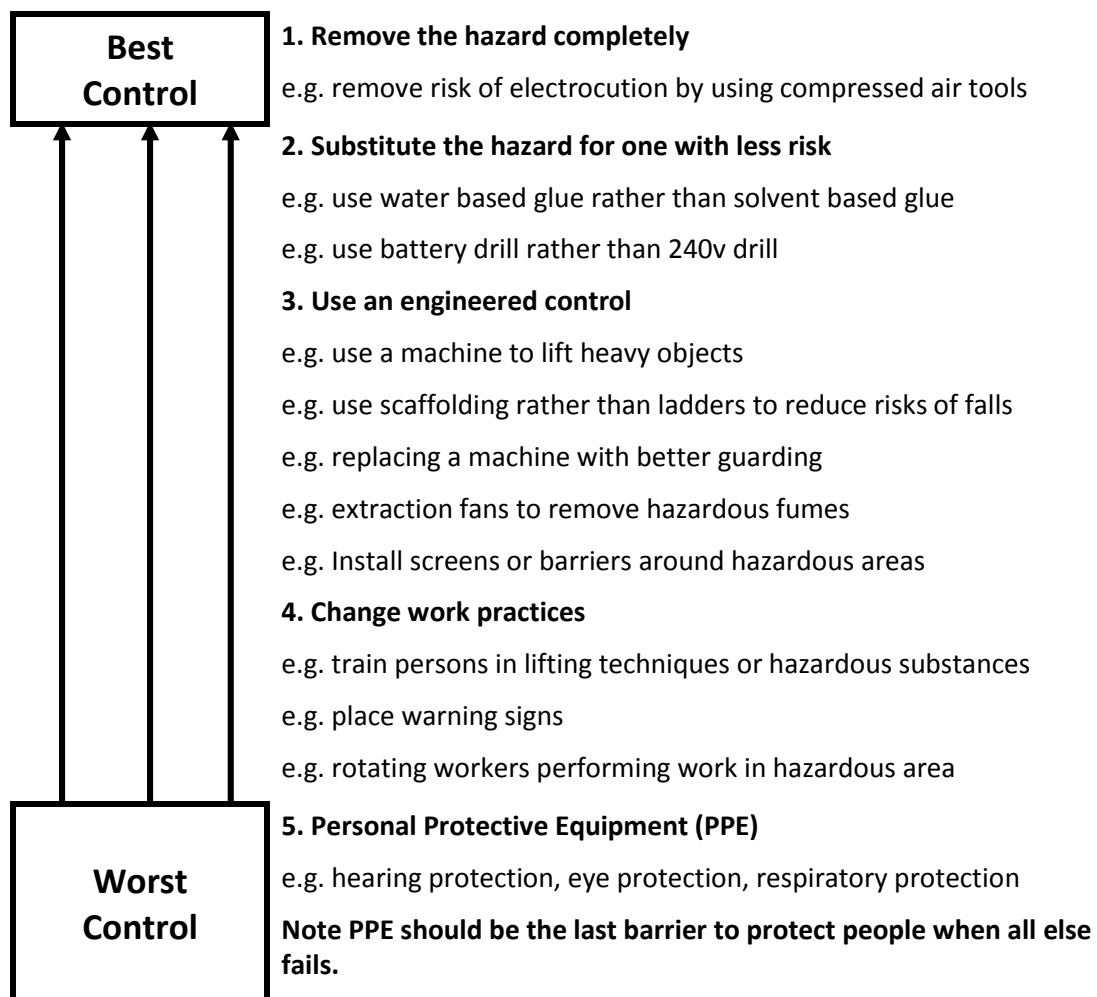 Best
Control
1. Remove the hazard completely
e.g. remove risk of electrocution by using compressed air tools
2. Substitute the hazard for one with less risk
e.g. use water based glue rather than solvent based glue
e.g. use battery drill rather than 240v drill
3. Use an engineered control
e.g. use a machine to lift heavy objects
e.g. use scaffolding rather than ladders to reduce risks of falls
e.g. replacing a machine with better guarding
e.g. extraction fans to remove hazardous fumes
e.g. Install screens or barriers around hazardous areas
4. Change work practices
e.g. train persons in lifting techniques or hazardous substances
e.g. place warning signs
e.g. rotating workers performing work in hazardous area
Worst
Control
5. Personal Protective Equipment (PPE)
e.g. hearing protection, eye protection, respiratory protection
Note PPE should be the last barrier to protect people when all else
fails.